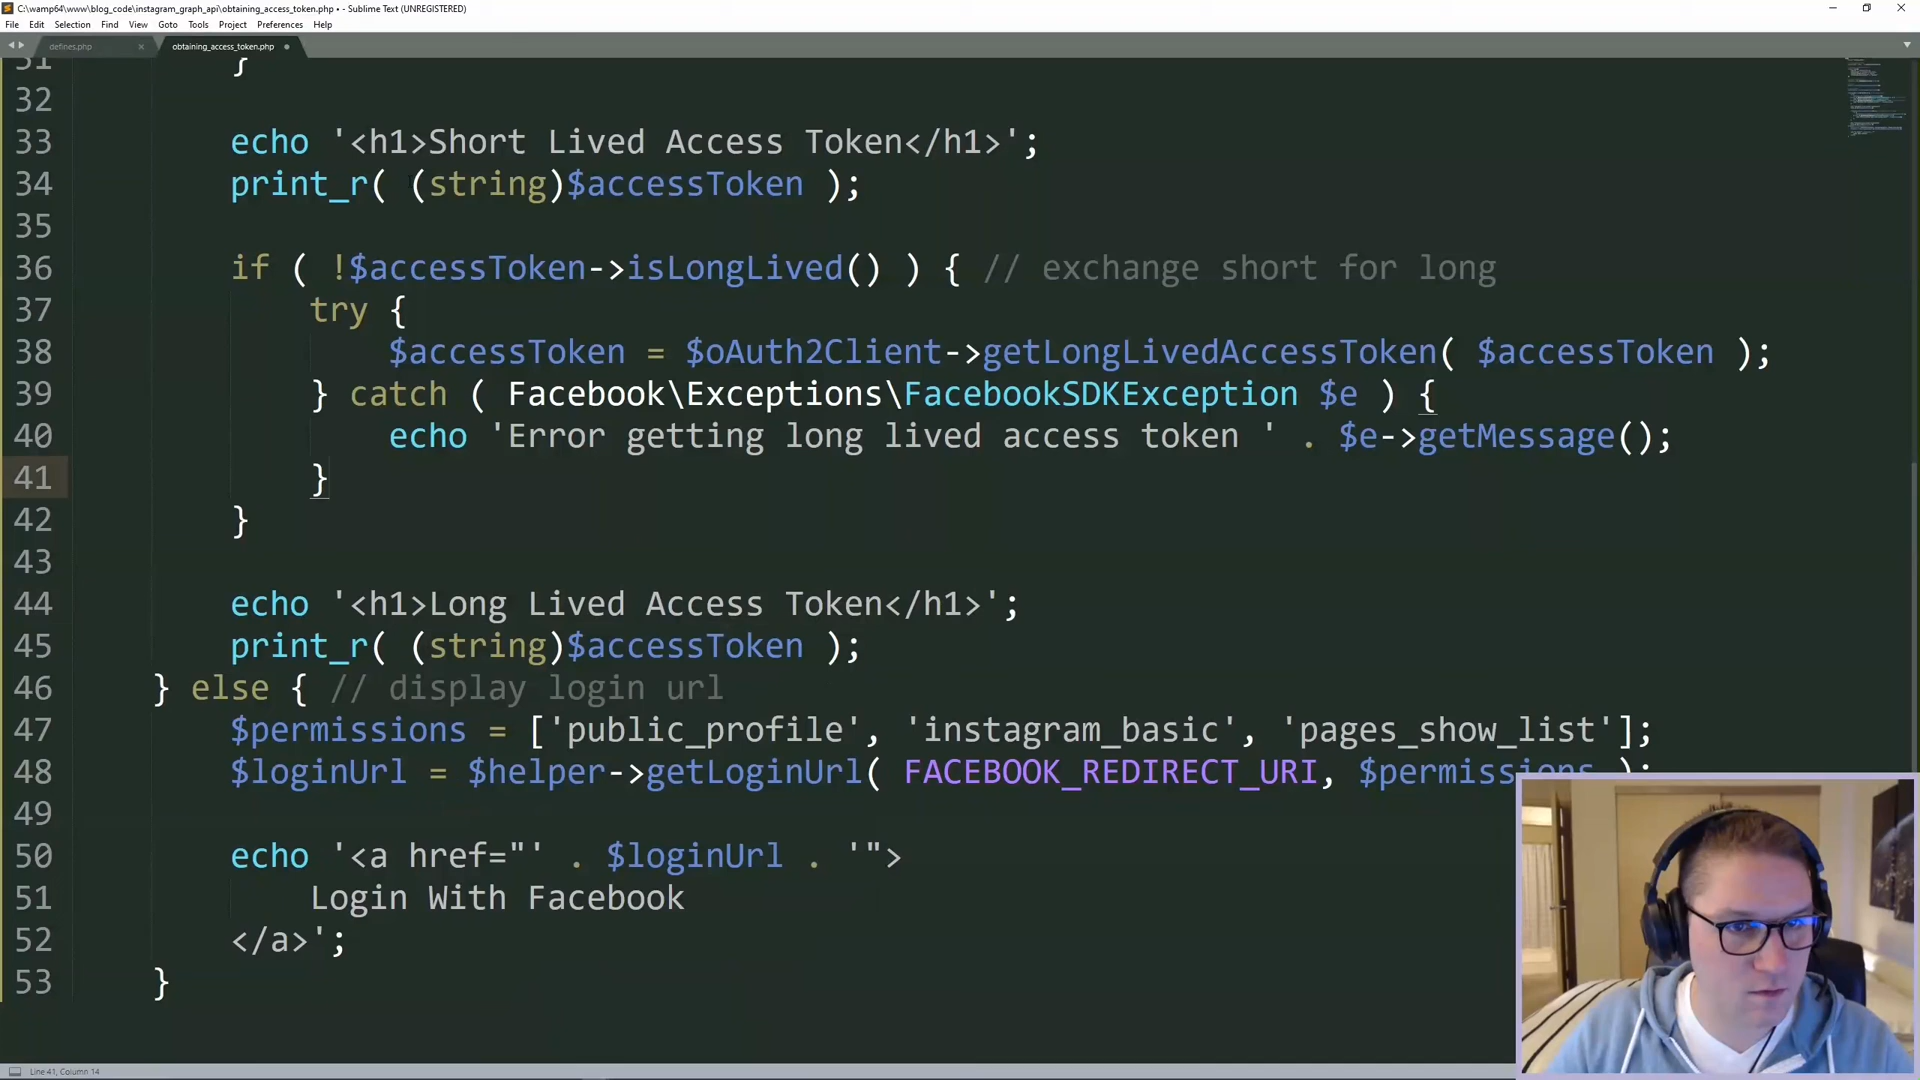 C:\wamp64\www\blog_code\instagram_graph_api\obtaining_access_token.php • - Sublime Text (UNREGISTERED)
File Edit Selection Find View Goto Tools Project Preferences Help
defines.php obtaining_access_token.php
31 }
32
33 echo '<h1>Short Lived Access Token</h1>';
34 print_r( (string)$accessToken );
35
36 if ( !$accessToken->isLongLived() ) { // exchange short for long
37 try {
38 $accessToken = $oAuth2Client->getLongLivedAccessToken( $accessToken );
39 } catch ( Facebook\Exceptions\FacebookSDKException $e ) {
40 echo 'Error getting long lived access token ' . $e->getMessage();
41 }
42 }
43
44 echo '<h1>Long Lived Access Token</h1>';
45 print_r( (string)$accessToken );
46 } else { // display login url
47 $permissions = ['public_profile', 'instagram_basic', 'pages_show_list'];
48 $loginUrl = $helper->getLoginUrl( FACEBOOK_REDIRECT_URI, $permissions );
49
50 echo '<a href="' . $loginUrl . '">
51 Login With Facebook
52 </a>';
53 }
Line 41, Column 14